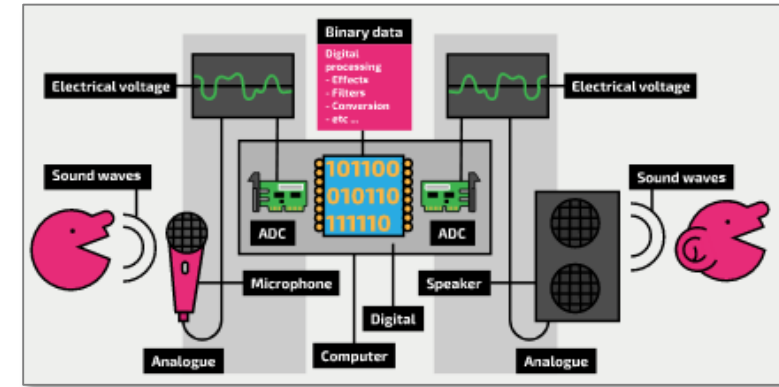 Binary data
Digital
processing
- Effects
- Filters
- Conversion
- etc ...
Electrical voltage
Electrical voltage
Sound waves
Sound waves
101100
010110
111110
ADC
ADC
Microphone
Speaker
Digital
Analogue
Computer
Analogue